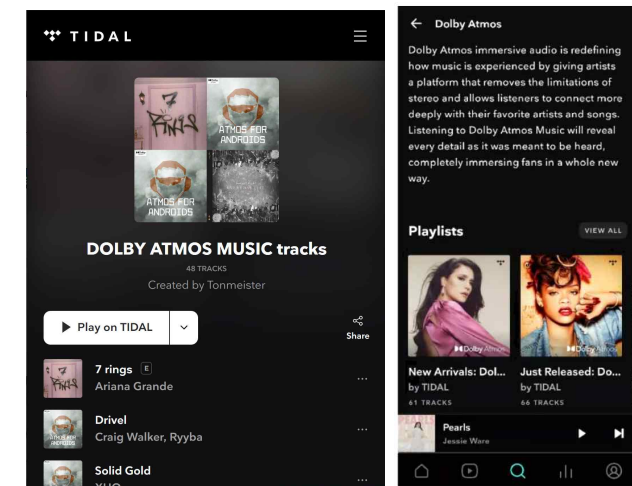 TIDAL
7
RINGS
ATMOS FOR
ANDROIDS
ATMOS FOR
ANDROIDS
DOLBY ATMOS MUSIC tracks
48 TRACKS
Created by Tonmeister
Play on TIDAL
Share
7 rings E
Ariana Grande
Drivel
Craig Walker, Ryyba
Solid Gold
Dolby Atmos
Dolby Atmos immersive audio is redefining
how music is experienced by giving artists
a platform that removes the limitations of
stereo and allows listeners to connect more
deeply with their favorite artists and songs.
Listening to Dolby Atmos Music will reveal
every detail as it was meant to be heard,
completely immersing fans in a whole new
way.
Playlists
VIEW ALL
Dolby Atmos
Dolby Atmos
New Arrivals: Dol...
by TIDAL
61 TRACKS
Just Released: Do...
by TIDAL
66 TRACKS
Pearls
Jessie Ware